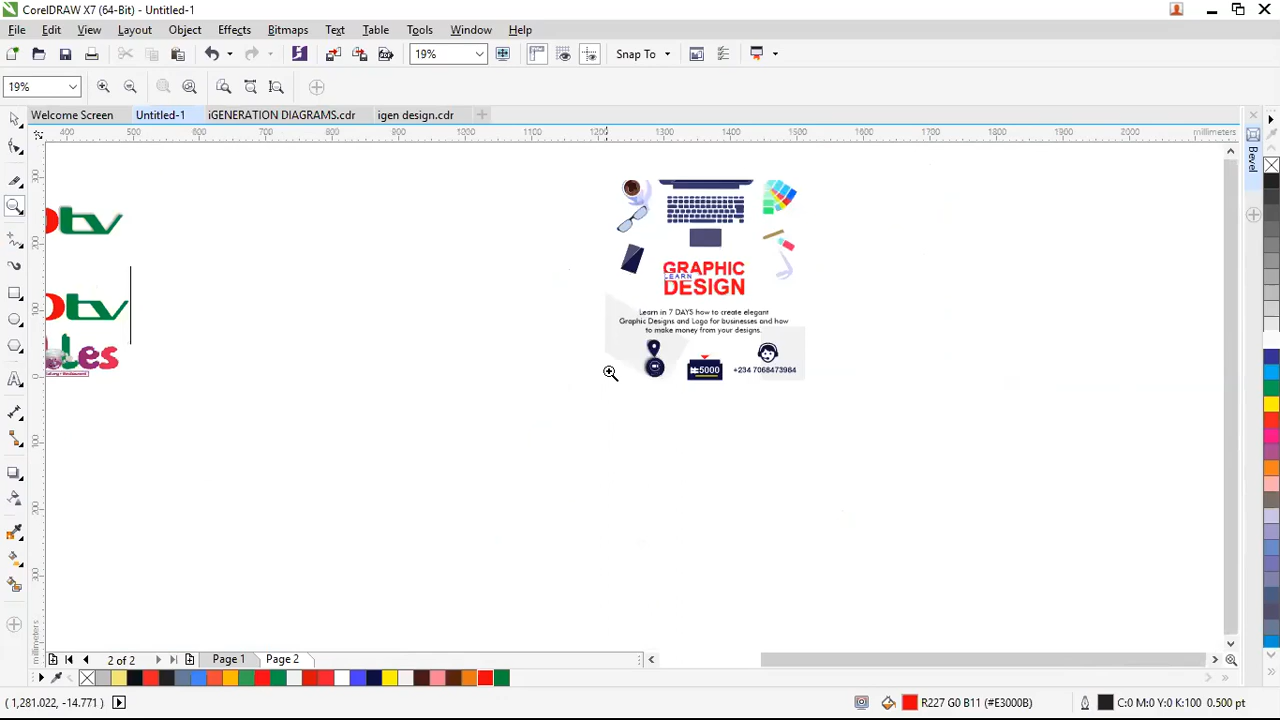 CorelDRAW X7 (64-Bit) - Untitled-1
File Edit View Layout Object Effects Bitmaps Text Table Tools Window Help
19% Snap To
19%
Welcome Screen Untitled-1 iGENERATION DIAGRAMS.cdr igen design.cdr
400 500 600 700 800 900 1000 1100 1200 1300 1400 1500 1600 1700 1800 1900 2000 millimeters
Bevel
tv
GRAPHIC
LEARN
DESIGN
tv
Learn in 7 DAYS how to create elegant
Graphic Designs and Logo for businesses and how
to make money from your designs.
les
₦5000
+234 7068473984
millimeters
2 of 2 Page 1 Page 2
(1,281.022, -14.771) R227 G0 B11 (#E3000B) C:0 M:0 Y:0 K:100 0.500 pt